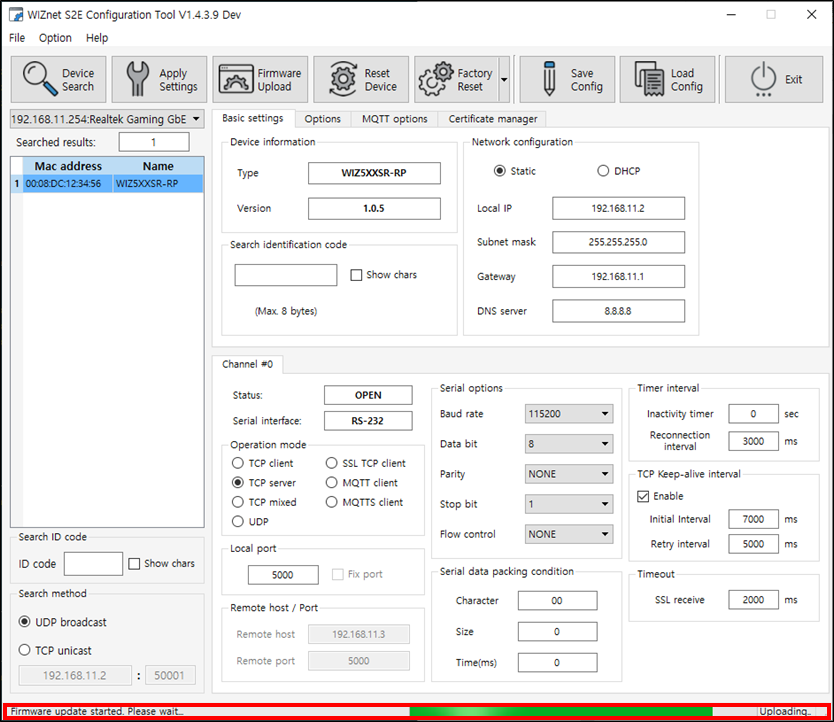 WIZnet S2E Configuration Tool V1.4.3.9 Dev
File Option Help
Device Search
Apply Settings
Firmware Upload
Reset Device
Factory Reset
Save Config
Load Config
Exit
192.168.11.254:Realtek Gaming GbE
Searched results: 1
Mac address Name
1 00:08:DC:12:34:56 WIZ5XXSR-RP
Search ID code
ID code Show chars
Search method
UDP broadcast
TCP unicast
192.168.11.2 : 50001
Basic settings Options MQTT options Certificate manager
Device information
Type WIZ5XXSR-RP
Version 1.0.5
Search identification code
Show chars
(Max. 8 bytes)
Network configuration
Static DHCP
Local IP 192.168.11.2
Subnet mask 255.255.255.0
Gateway 192.168.11.1
DNS server 8.8.8.8
Channel #0
Status: OPEN
Serial interface: RS-232
Operation mode
TCP client SSL TCP client
TCP server MQTT client
TCP mixed MQTTS client
UDP
Local port
5000 Fix port
Remote host / Port
Remote host 192.168.11.3
Remote port 5000
Serial options
Baud rate 115200
Data bit 8
Parity NONE
Stop bit 1
Flow control NONE
Serial data packing condition
Character 00
Size 0
Time(ms) 0
Timer interval
Inactivity timer 0 sec
Reconnection
interval 3000 ms
TCP Keep-alive interval
Enable
Initial Interval 7000 ms
Retry interval 5000 ms
Timeout
SSL receive 2000 ms
Firmware update started. Please wait... Uploading..